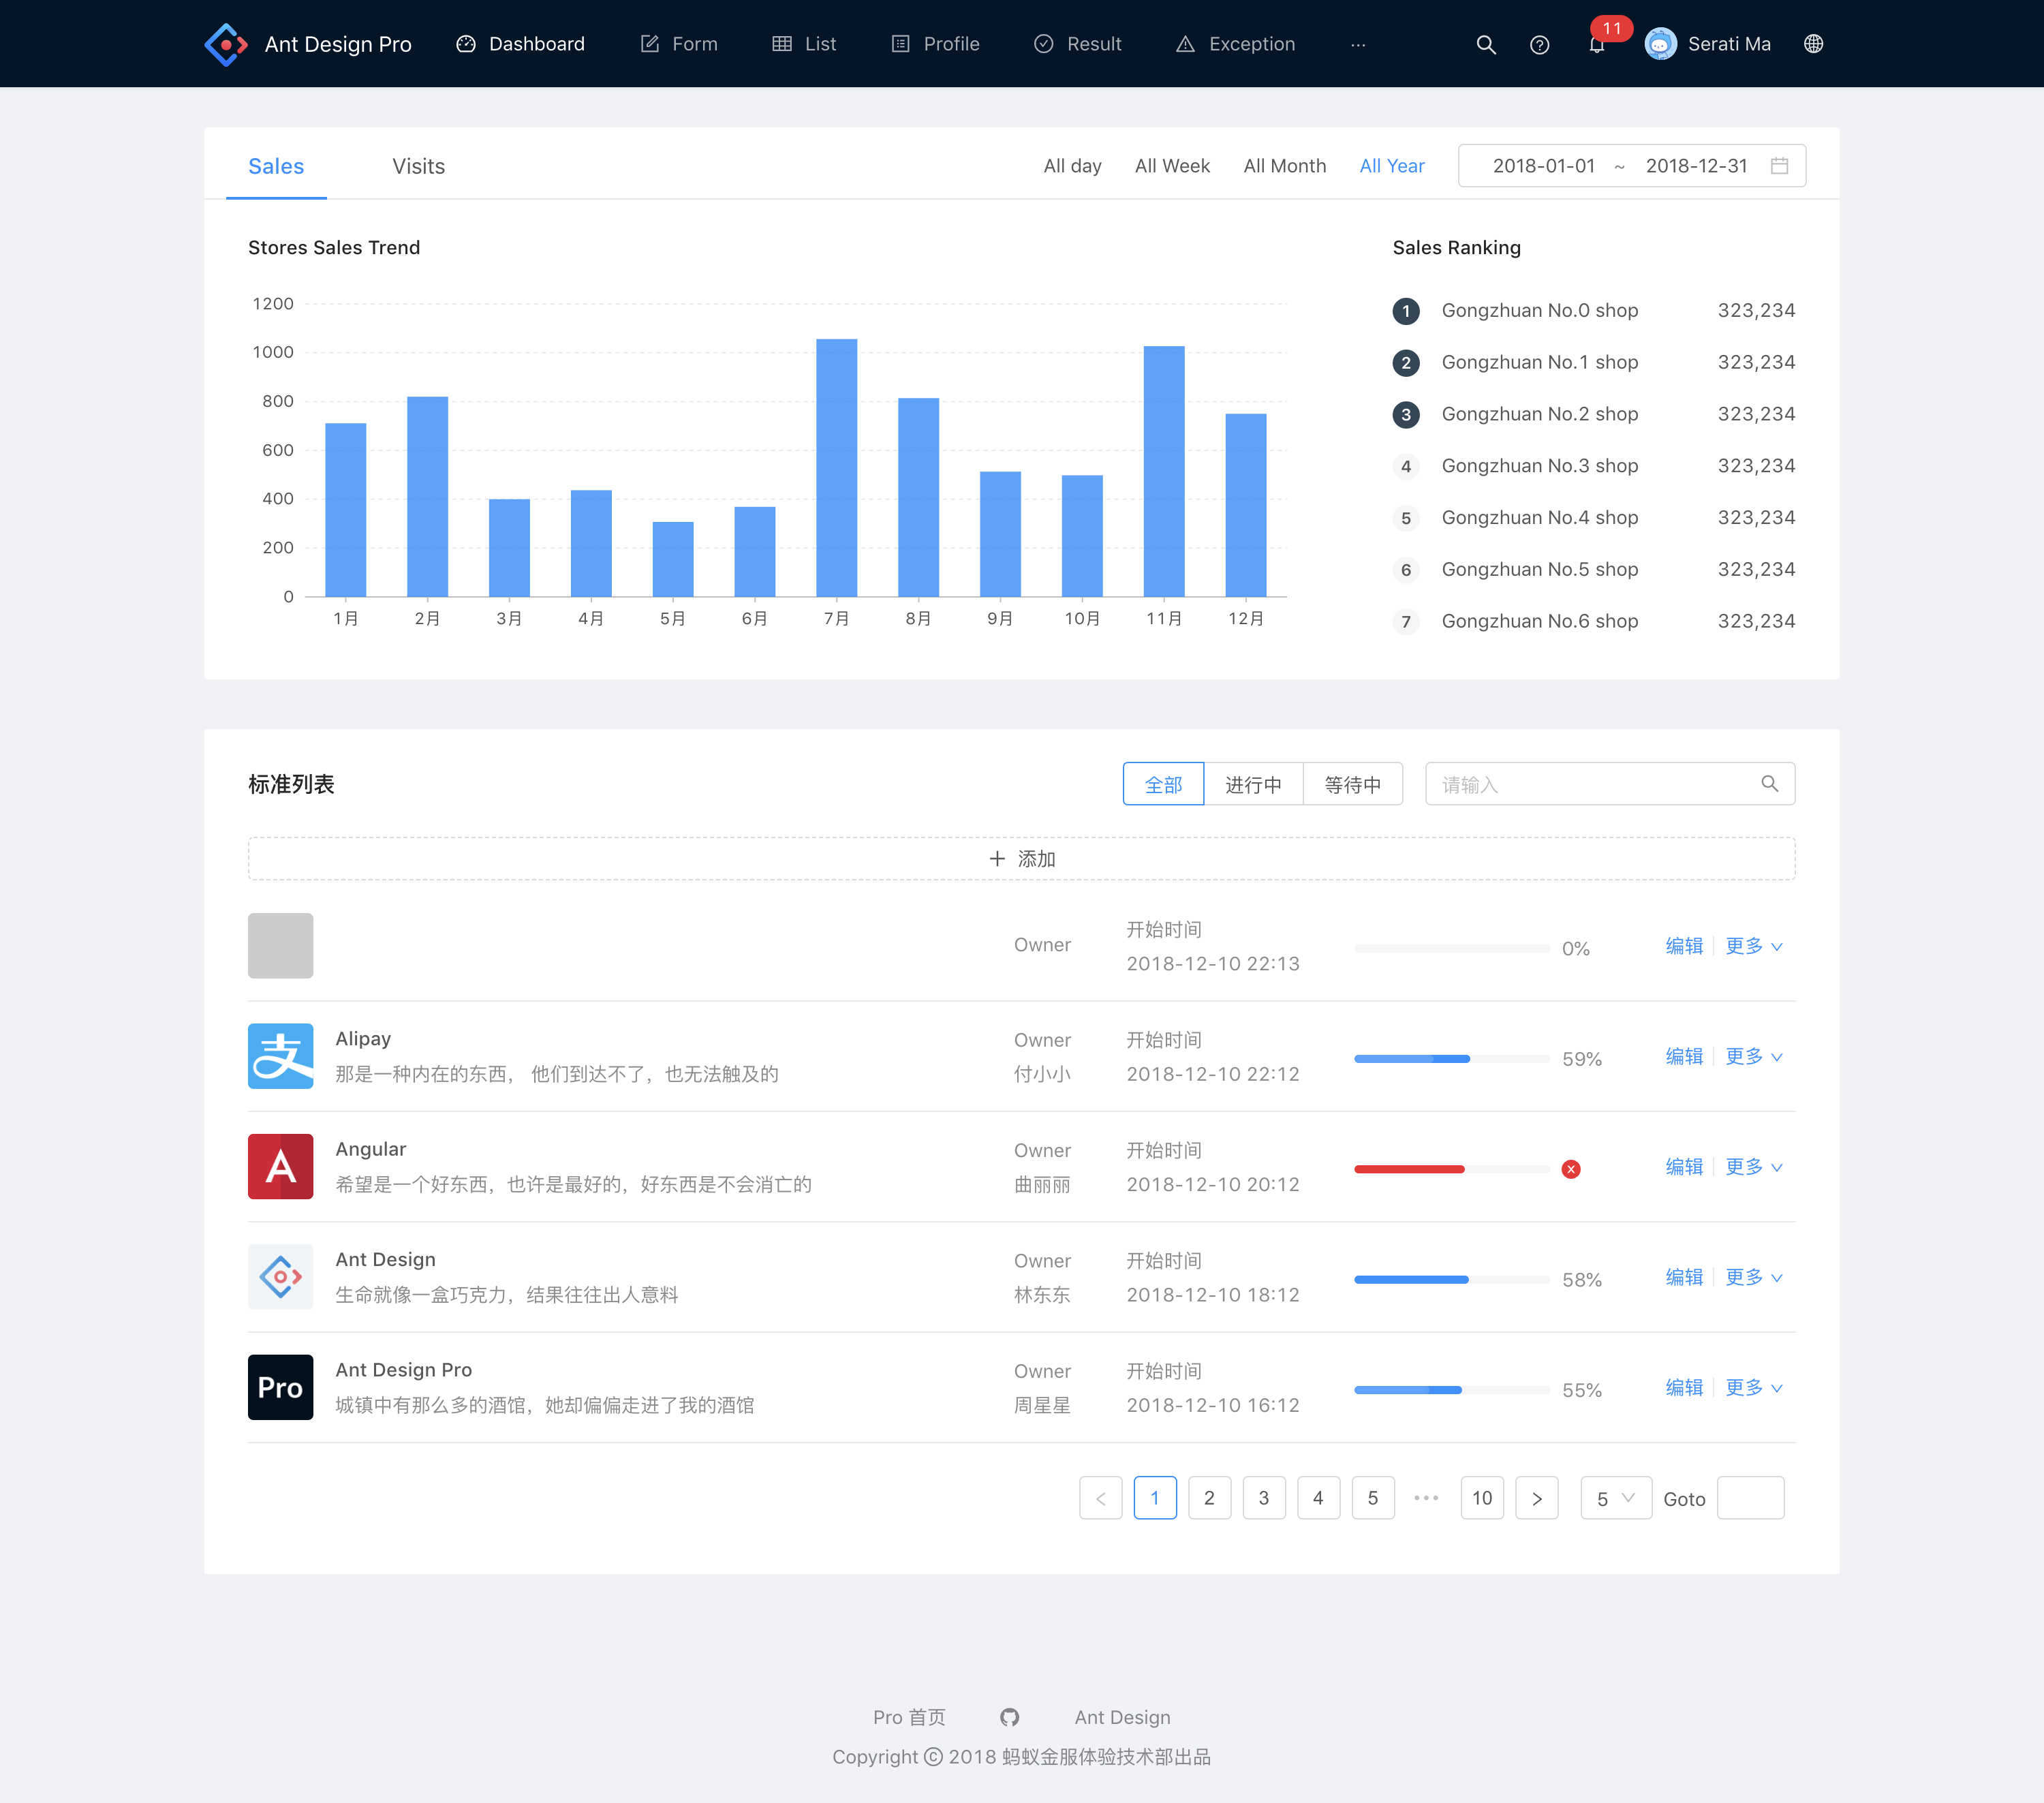 Ant Design Pro Dashboard Form List Profile Result Exception ··· 11 Serati Ma
Sales Visits All day All Week All Month All Year 2018-01-01 ~ 2018-12-31
Stores Sales Trend
1200
1000
800
600
400
200
0
1月 2月 3月 4月 5月 6月 7月 8月 9月 10月 11月 12月
Sales Ranking
1 Gongzhuan No.0 shop 323,234
2 Gongzhuan No.1 shop 323,234
3 Gongzhuan No.2 shop 323,234
4 Gongzhuan No.3 shop 323,234
5 Gongzhuan No.4 shop 323,234
6 Gongzhuan No.5 shop 323,234
7 Gongzhuan No.6 shop 323,234
标准列表 全部 进行中 等待中 请输入
+ 添加
Owner 开始时间 0% 编辑 更多
2018-12-10 22:13
支 Alipay Owner 开始时间 59% 编辑 更多
那是一种内在的东西， 他们到达不了，也无法触及的 付小小 2018-12-10 22:12
A Angular Owner 开始时间 编辑 更多
希望是一个好东西，也许是最好的，好东西是不会消亡的 曲丽丽 2018-12-10 20:12
Ant Design Owner 开始时间 58% 编辑 更多
生命就像一盒巧克力，结果往往出人意料 林东东 2018-12-10 18:12
Pro Ant Design Pro Owner 开始时间 55% 编辑 更多
城镇中有那么多的酒馆，她却偏偏走进了我的酒馆 周星星 2018-12-10 16:12
< 1 2 3 4 5 ••• 10 > 5 Goto
Pro 首页 Ant Design
Copyright © 2018 蚂蚁金服体验技术部出品